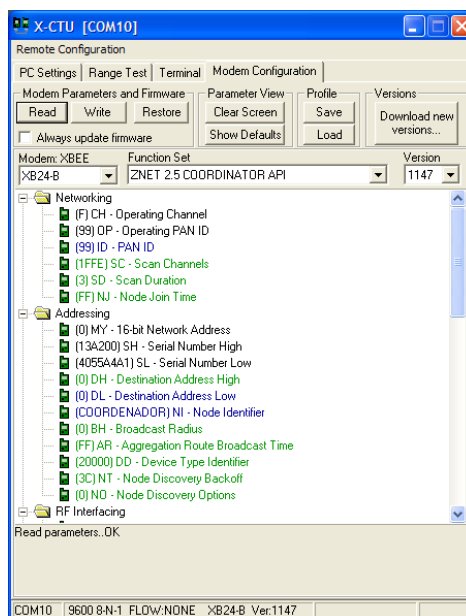 X-CTU [COM10]
Remote Configuration
PC Settings Range Test Terminal Modem Configuration
Modem Parameters and Firmware Parameter View Profile Versions
Read Write Restore Clear Screen Save Download new versions...
Always update firmware Show Defaults Load
Modem: XBEE Function Set Version
XB24-B ZNET 2.5 COORDINATOR API 1147
Networking
(F) CH - Operating Channel
(99) OP - Operating PAN ID
(99) ID - PAN ID
(1FFE) SC - Scan Channels
(3) SD - Scan Duration
(FF) NJ - Node Join Time
Addressing
(0) MY - 16-bit Network Address
(13A200) SH - Serial Number High
(4055A4A1) SL - Serial Number Low
(0) DH - Destination Address High
(0) DL - Destination Address Low
(COORDENADOR) NI - Node Identifier
(0) BH - Broadcast Radius
(FF) AR - Aggregation Route Broadcast Time
(20000) DD - Device Type Identifier
(3C) NT - Node Discovery Backoff
(0) NO - Node Discovery Options
RF Interfacing
Read parameters..OK
COM10 9600 8-N-1 FLOW:NONE XB24-B Ver:1147